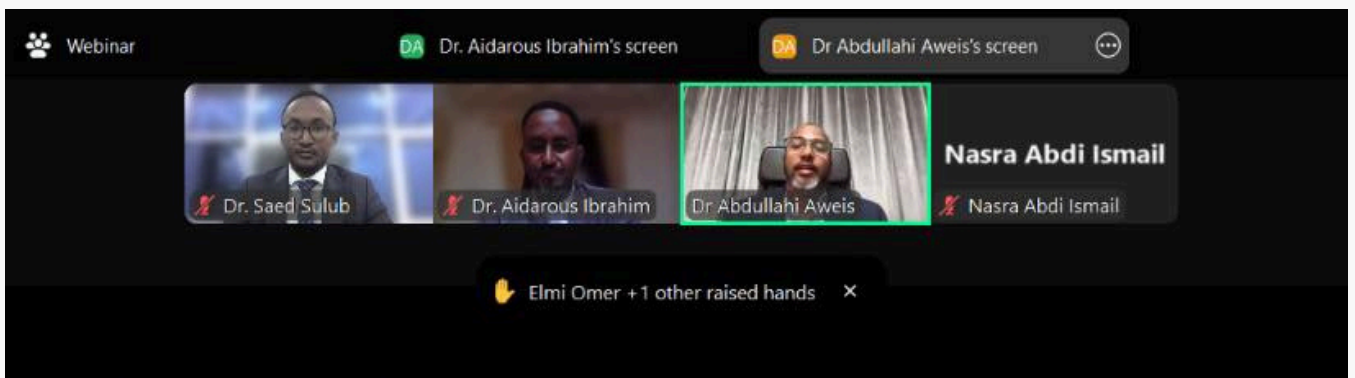 Webinar
DA Dr. Aidarous Ibrahim's screen
DA Dr Abdullahi Aweis's screen
Dr. Saed Sulub
Dr. Aidarous Ibrahim
Dr Abdullahi Aweis
Nasra Abdi Ismail
Nasra Abdi Ismail
Elmi Omer +1 other raised hands